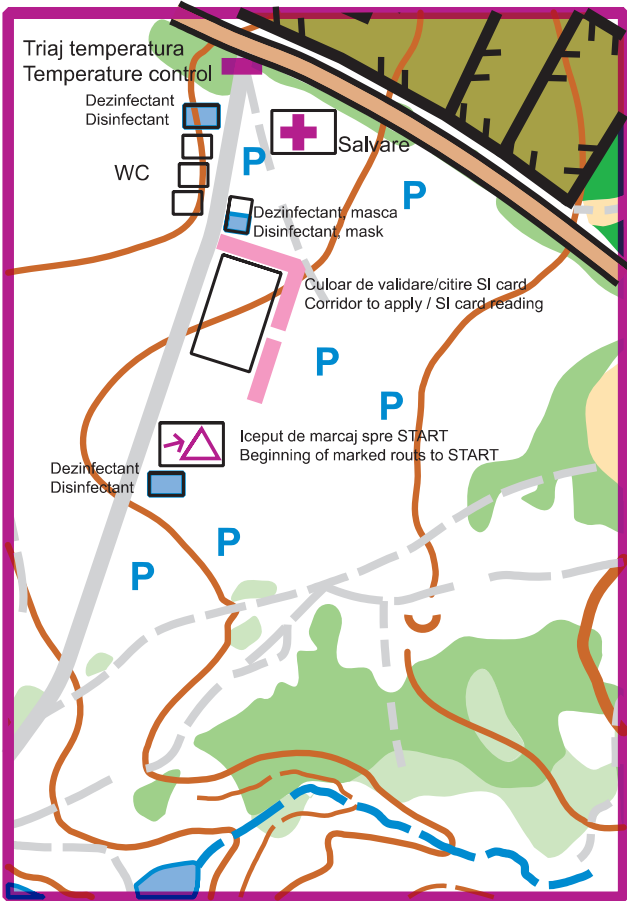 Triaj temperatura
Temperature control
Dezinfectant
Disinfectant
P
Salvare
WC
P
Dezinfectant, masca
Disinfectant, mask
Culoar de validare/citire SI card
Corridor to apply / SI card reading
P
P
Iceput de marcaj spre START
Beginning of marked routs to START
Dezinfectant
Disinfectant
P
P